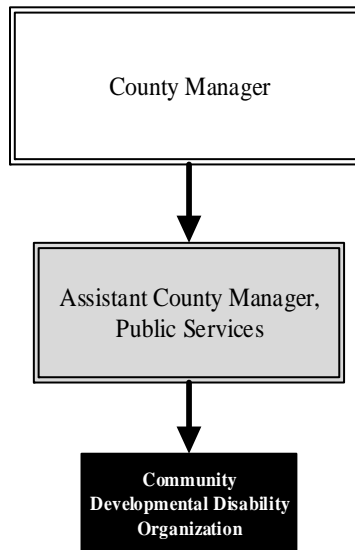 County Manager
Assistant County Manager,
Public Services
Community
Developmental Disability
Organization